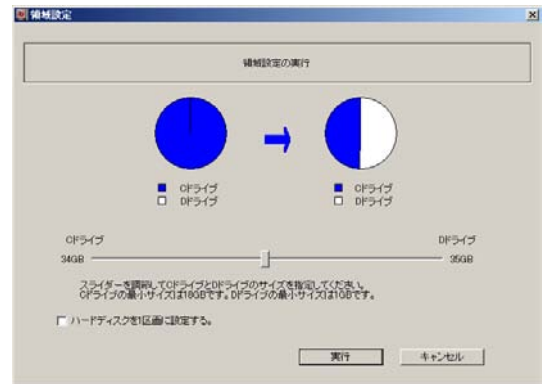 領域設定
領域設定の実行
Cドライブ
Dドライブ
Cドライブ
Dドライブ
Cドライブ
Dドライブ
34GB
35GB
スライダーを調節してCドライブとDドライブのサイズを指定してください。
Cドライブの最小サイズは18GBです。Dドライブの最小サイズは1GBです。
ハードディスクを1区画に設定する。
実行
キャンセル